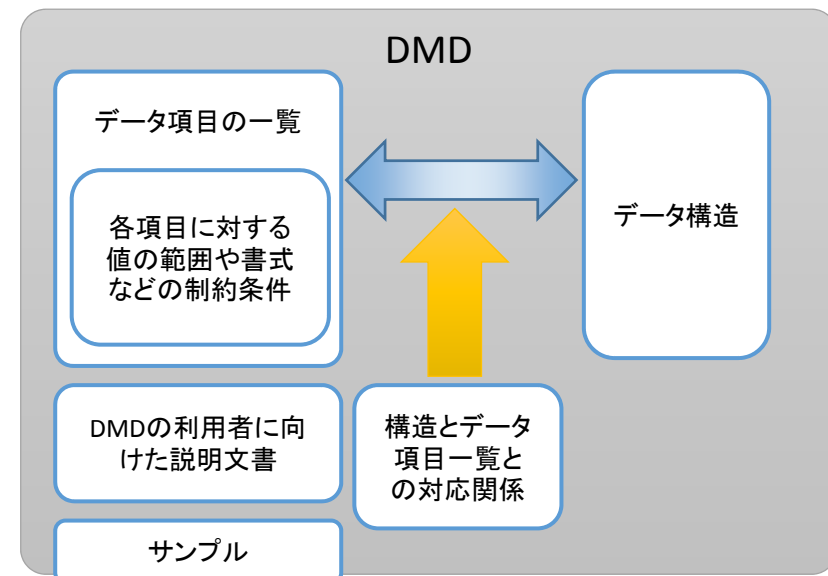 DMD
データ項目の一覧
各項目に対する
値の範囲や書式
などの制約条件
データ構造
DMDの利用者に向
けた説明文書
構造とデータ
項目一覧と
の対応関係
サンプル